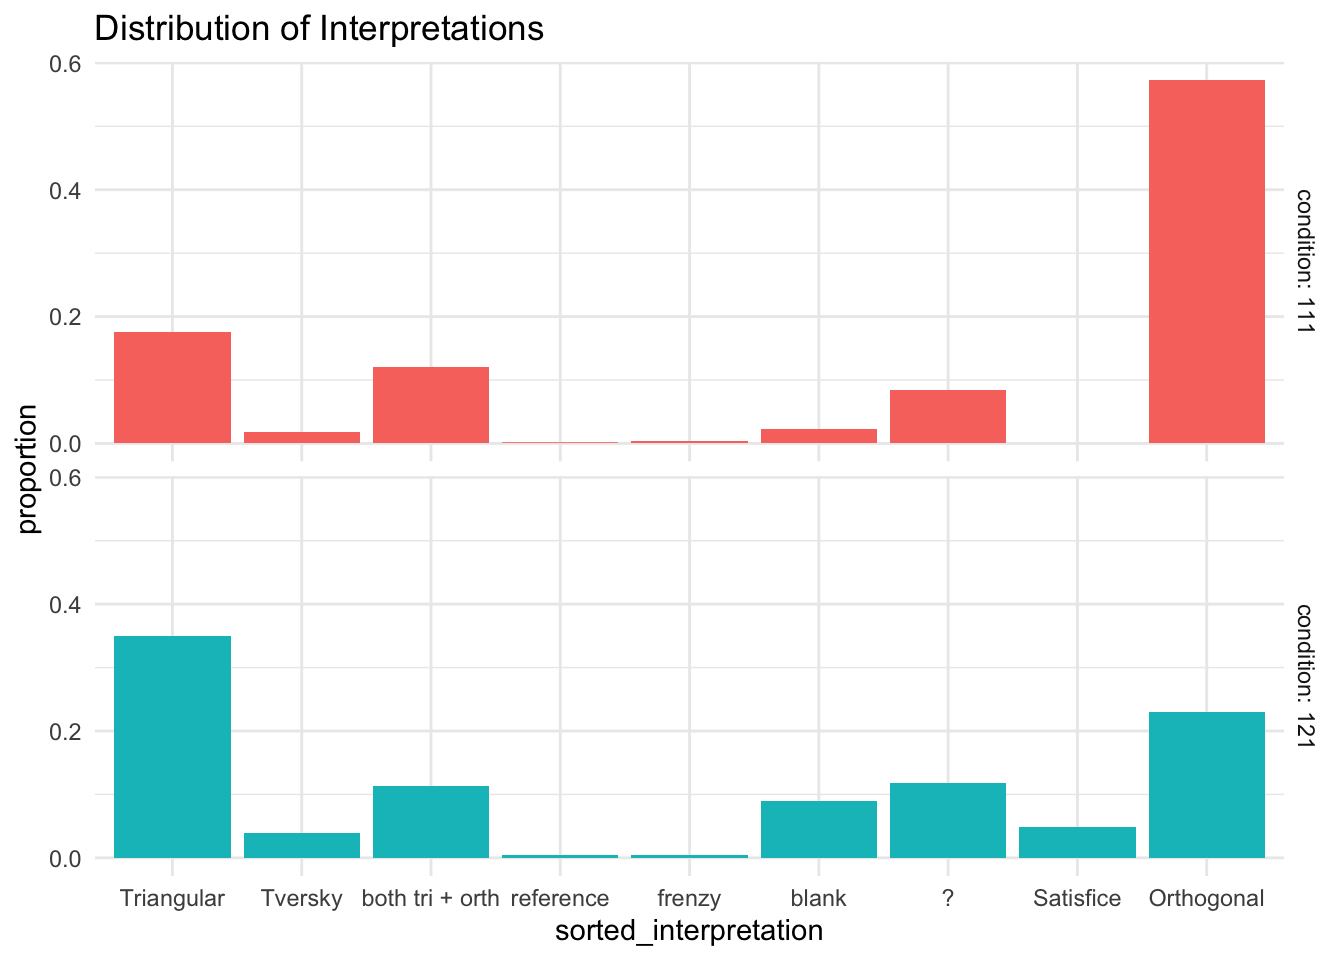 Distribution of Interpretations
0.6
0.4
0.2
0.0
condition: 111
proportion
0.6
0.4
0.2
0.0
condition: 121
Triangular Tversky both tri + orth reference frenzy blank ? Satisfice Orthogonal
sorted_interpretation